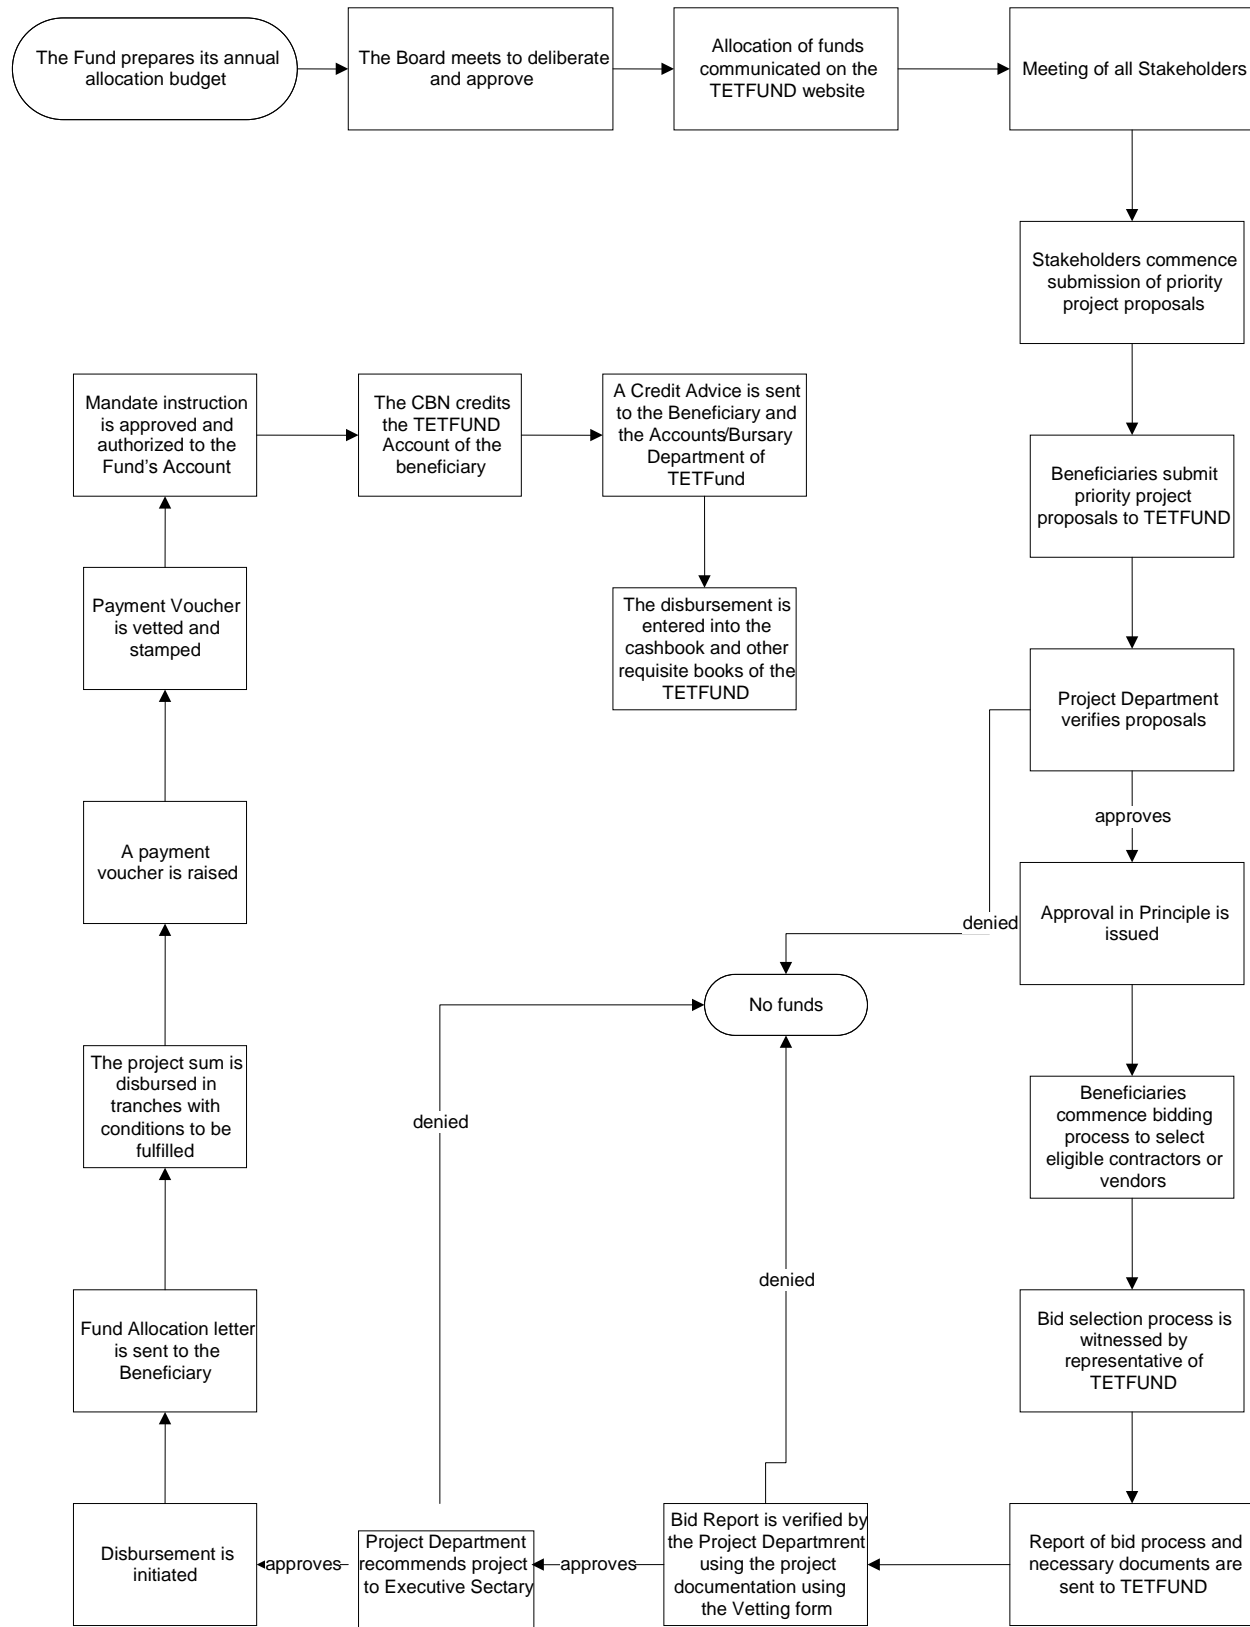 The Fund prepares its annual
allocation budget
The Board meets to deliberate
and approve
Allocation of funds
communicated on the
TETFUND website
Meeting of all Stakeholders
Stakeholders commence
submission of priority
project proposals
Beneficiaries submit
priority project
proposals to TETFUND
Project Department
verifies proposals
approves
denied
Approval in Principle is
issued
No funds
Beneficiaries
commence bidding
process to select
eligible contractors or
vendors
Bid selection process is
witnessed by
representative of
TETFUND
Report of bid process and
necessary documents are
sent to TETFUND
Bid Report is verified by
the Project Departmrent
using the project
documentation using
the Vetting form
denied
approves
Project Department
recommends project
to Executive Sectary
denied
approves
Disbursement is
initiated
Fund Allocation letter
is sent to the
Beneficiary
The project sum is
disbursed in
tranches with
conditions to be
fulfilled
A payment
voucher is raised
Payment Voucher
is vetted and
stamped
Mandate instruction
is approved and
authorized to the
Fund's Account
The CBN credits
the TETFUND
Account of the
beneficiary
A Credit Advice is sent
to the Beneficiary and
the Accounts/Bursary
Department of
TETFund
The disbursement is
entered into the
cashbook and other
requisite books of the
TETFUND